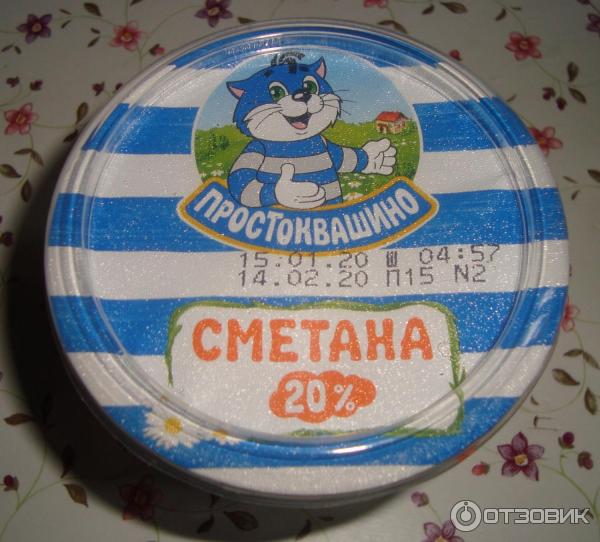 ПРОСТОКВАШИНО
15.01.20 Ш 04:57
14.02.20 П15 N2
СМЕТАНА
20%
ОТЗОВИК